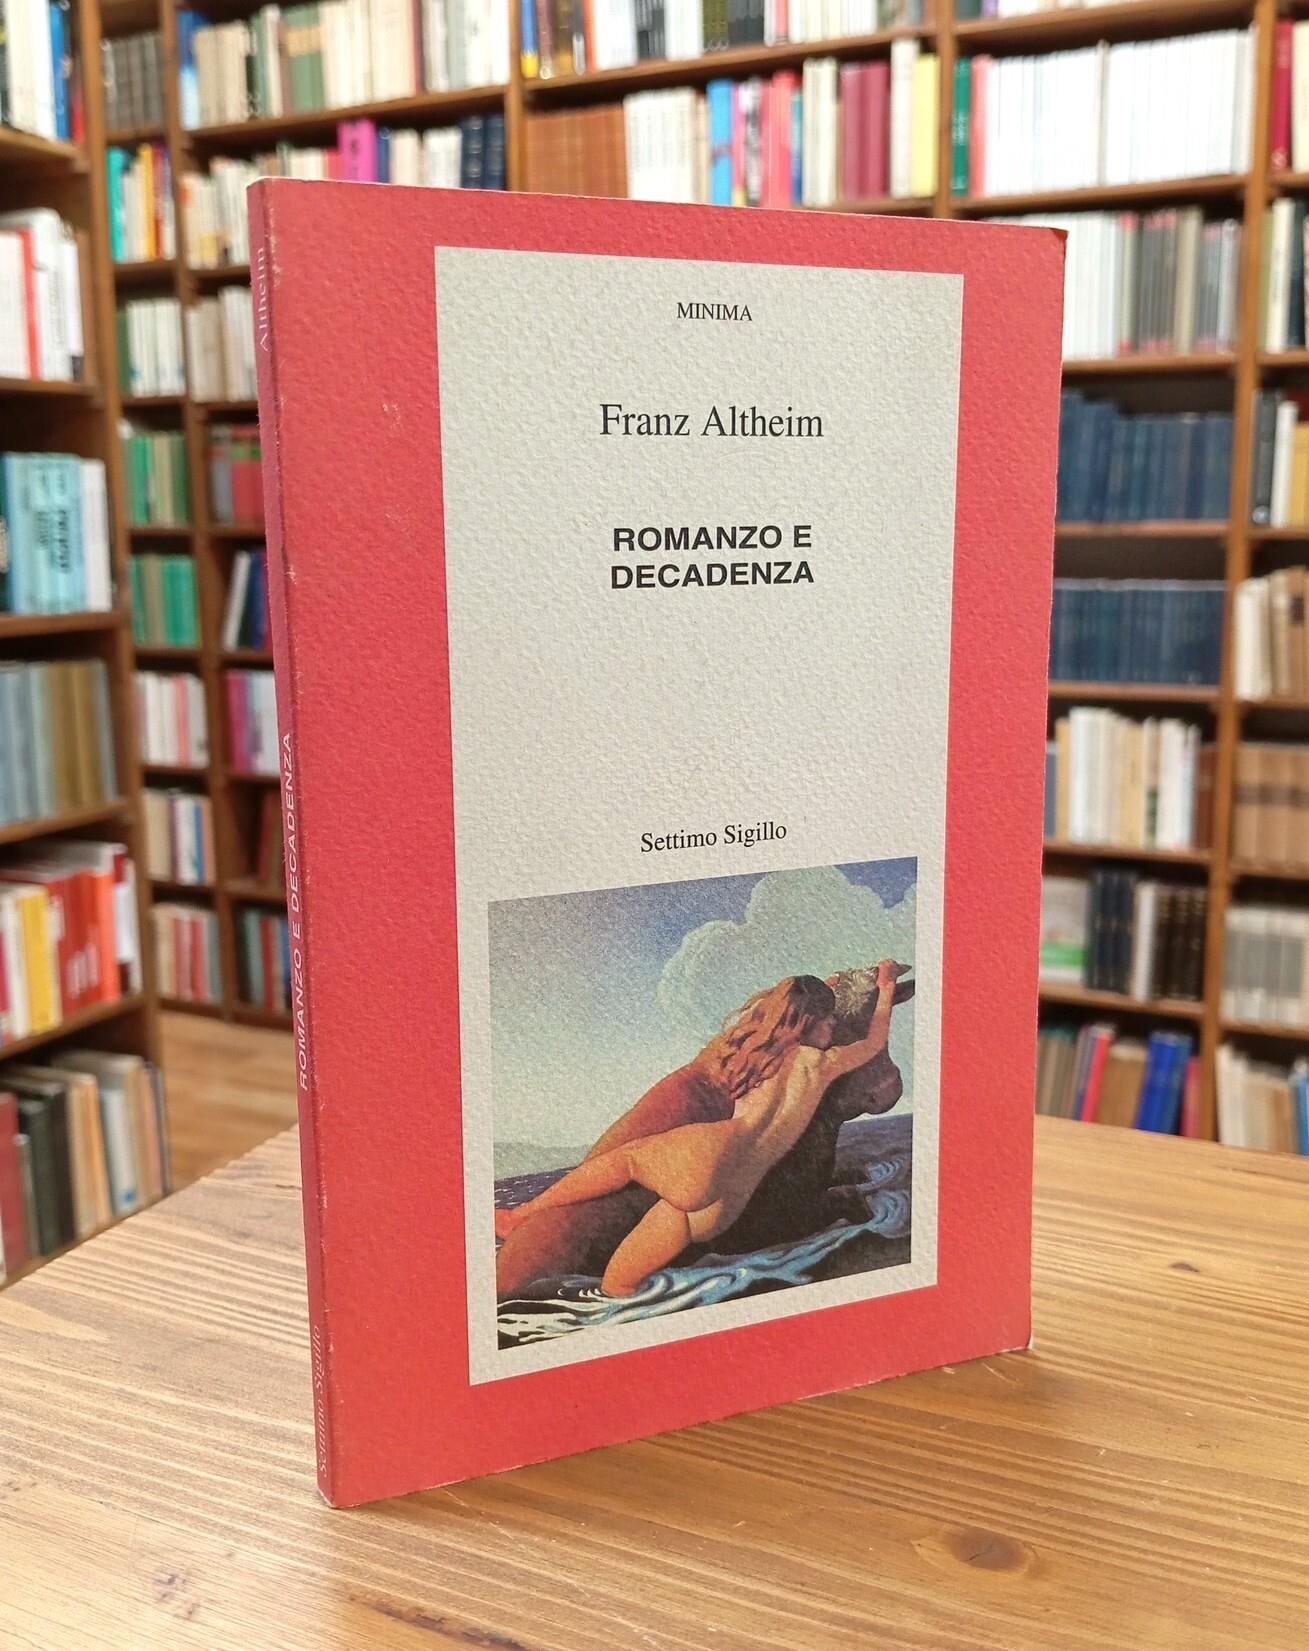 MINIMA
Franz Altheim
ROMANZO E
DECADENZA
Settimo Sigillo
Altheim
ROMANZO E DECADENZA
Settimo Sigillo